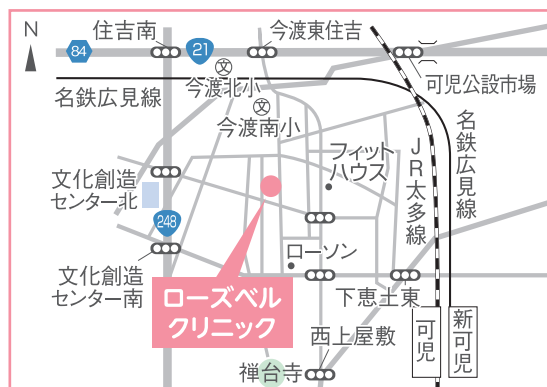 N
住吉南
21
今渡東住吉
84
文
今渡北小
可児公設市場
名鉄広見線
文
今渡南小
フィット
ハウス
JR太多線
名鉄広見線
文化創造
センター北
248
ローソン
文化創造
センター南
ローズベル
クリニック
下恵土東
西上屋敷
可児
新可児
禅台寺